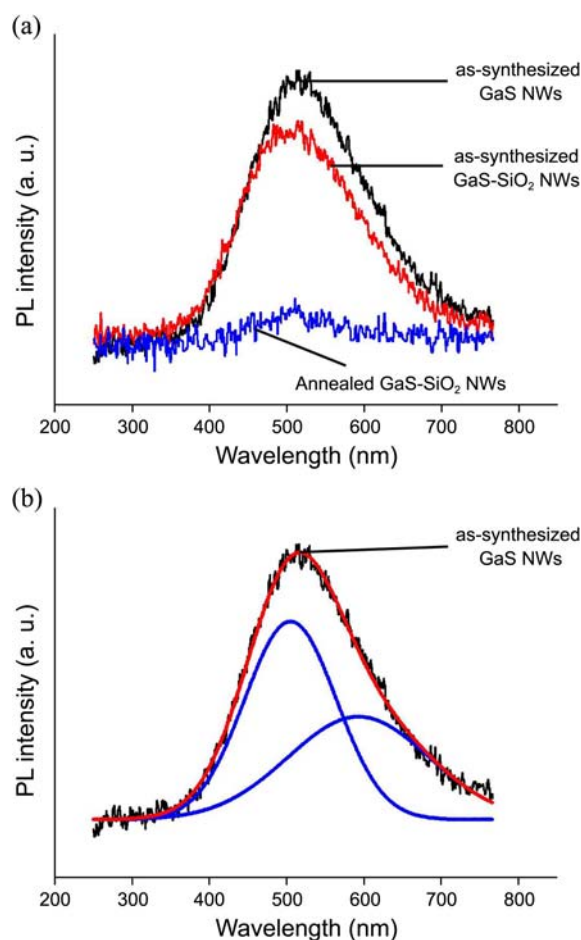 (a)
PL intensity (a. u.)
as-synthesized
GaS NWs
as-synthesized
GaS-SiO₂ NWs
Annealed GaS-SiO₂ NWs
200 300 400 500 600 700 800
Wavelength (nm)
(b)
PL intensity (a. u.)
as-synthesized
GaS NWs
200 300 400 500 600 700 800
Wavelength (nm)